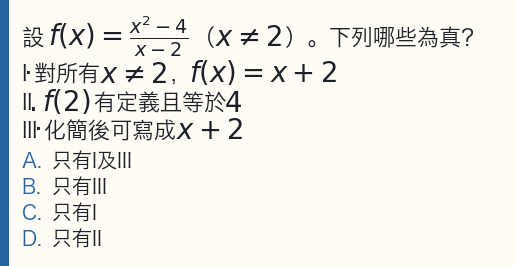 設 f(x) = \frac{x^2 - 4}{x - 2} （x ≠ 2）。下列哪些為真?
I. 對所有x ≠ 2, f(x) = x + 2
II. f(2)有定義且等於4
III. 化簡後可寫成x + 2
A. 只有I及III
B. 只有III
C. 只有I
D. 只有II